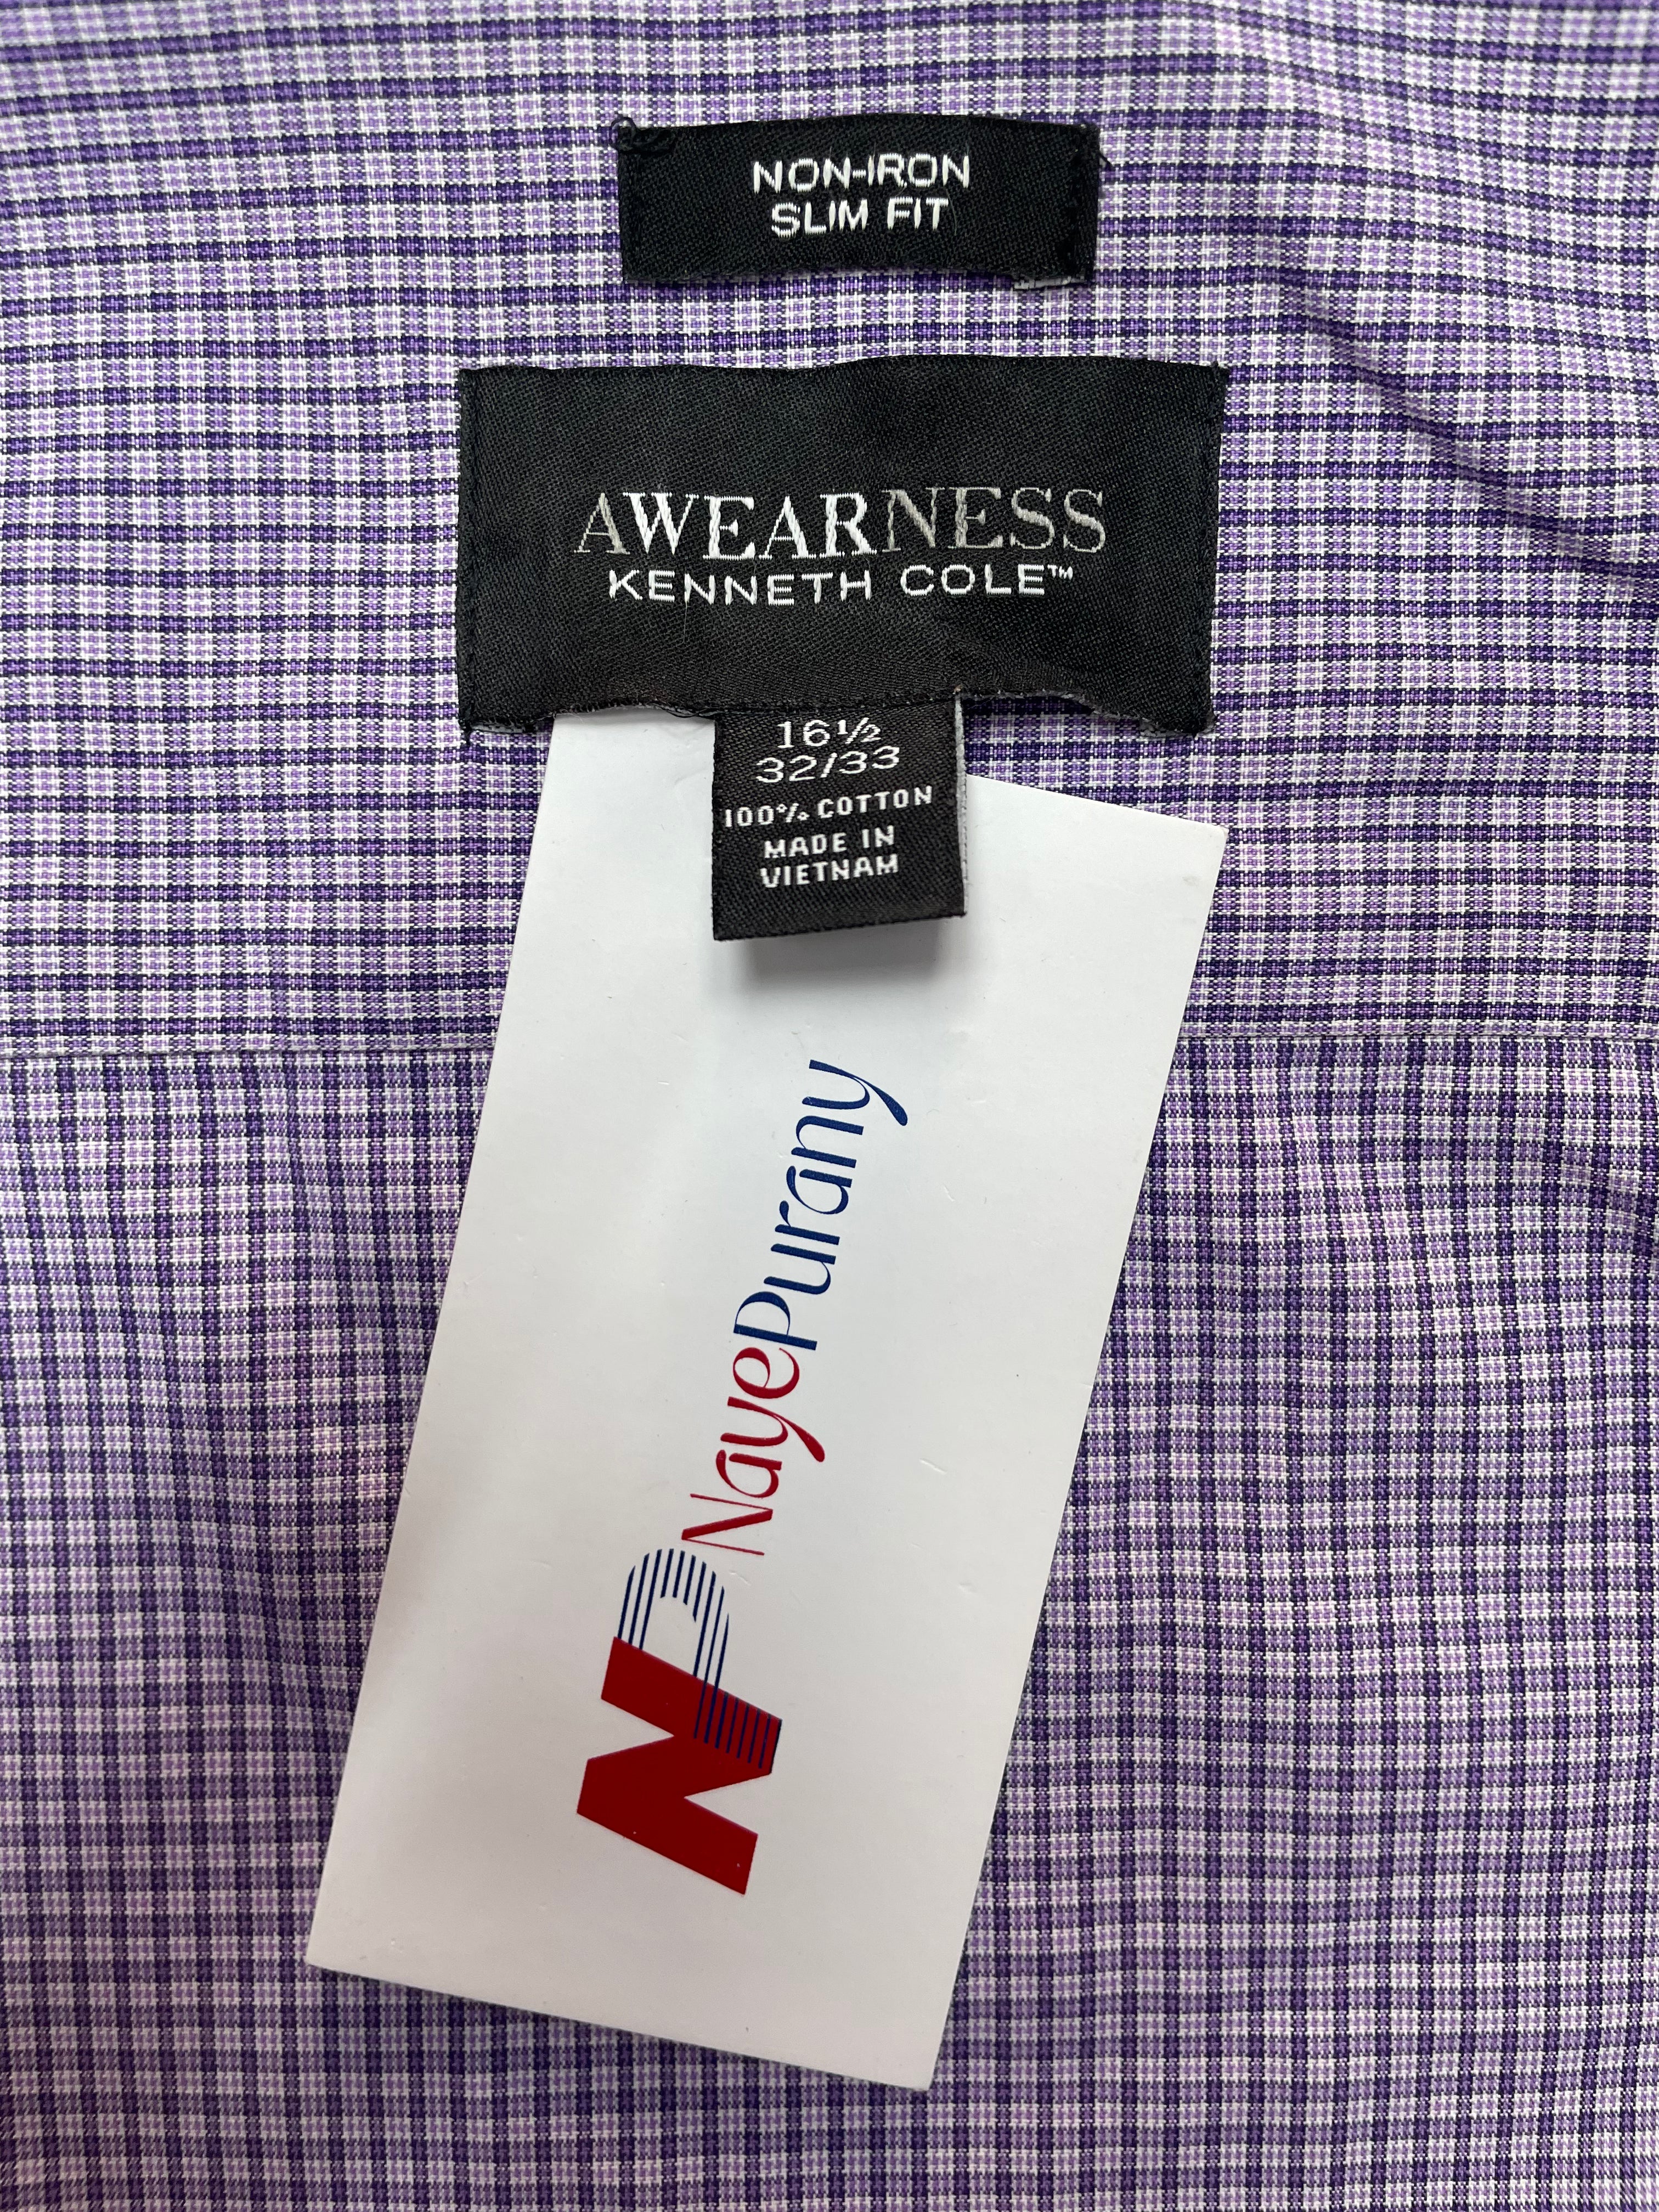 NON-IRON
SLIM FIT
AWEARNESS
KENNETH COLE™
16½
32/33
100% COTTON
MADE IN
VIETNAM
NP NayePurany